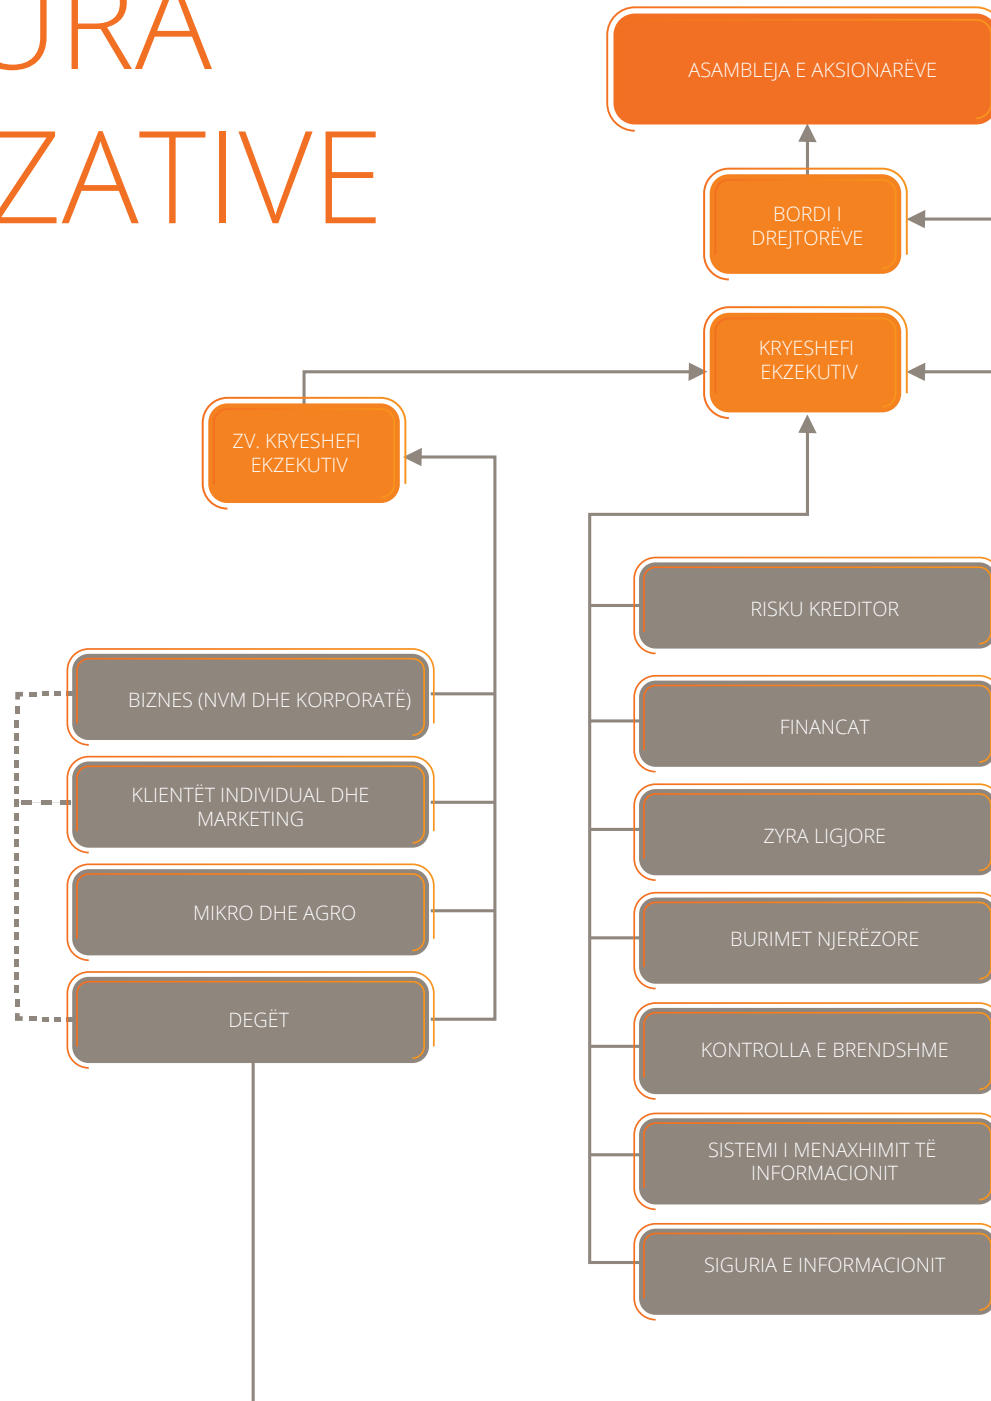 URA
ZATIVE
ASAMBLEJA E AKSIONARËVE
BORDI I
DREJTORËVE
KRYESHEFI
EKZEKUTIV
ZV. KRYESHEFI
EKZEKUTIV
BIZNES (NVM DHE KORPORATË)
KLIENTËT INDIVIDUAL DHE
MARKETING
MIKRO DHE AGRO
DEGËT
RISKU KREDITOR
FINANCAT
ZYRA LIGJORE
BURIMET NJERËZORE
KONTROLLA E BRENDSHME
SISTEMI I MENAXHIMIT TË
INFORMACIONIT
SIGURIA E INFORMACIONIT